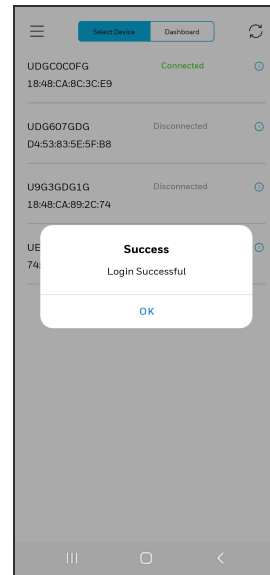 Select Device
Dashboard
UDGC0C0FG
Connected
18:48:CA:8C:3C:E9
UDG607GDG
Disconnected
D4:53:83:5E:5F:B8
U9G3GDG1G
Disconnected
18:48:CA:89:2C:74
UE
74:
Success
Login Successful
OK